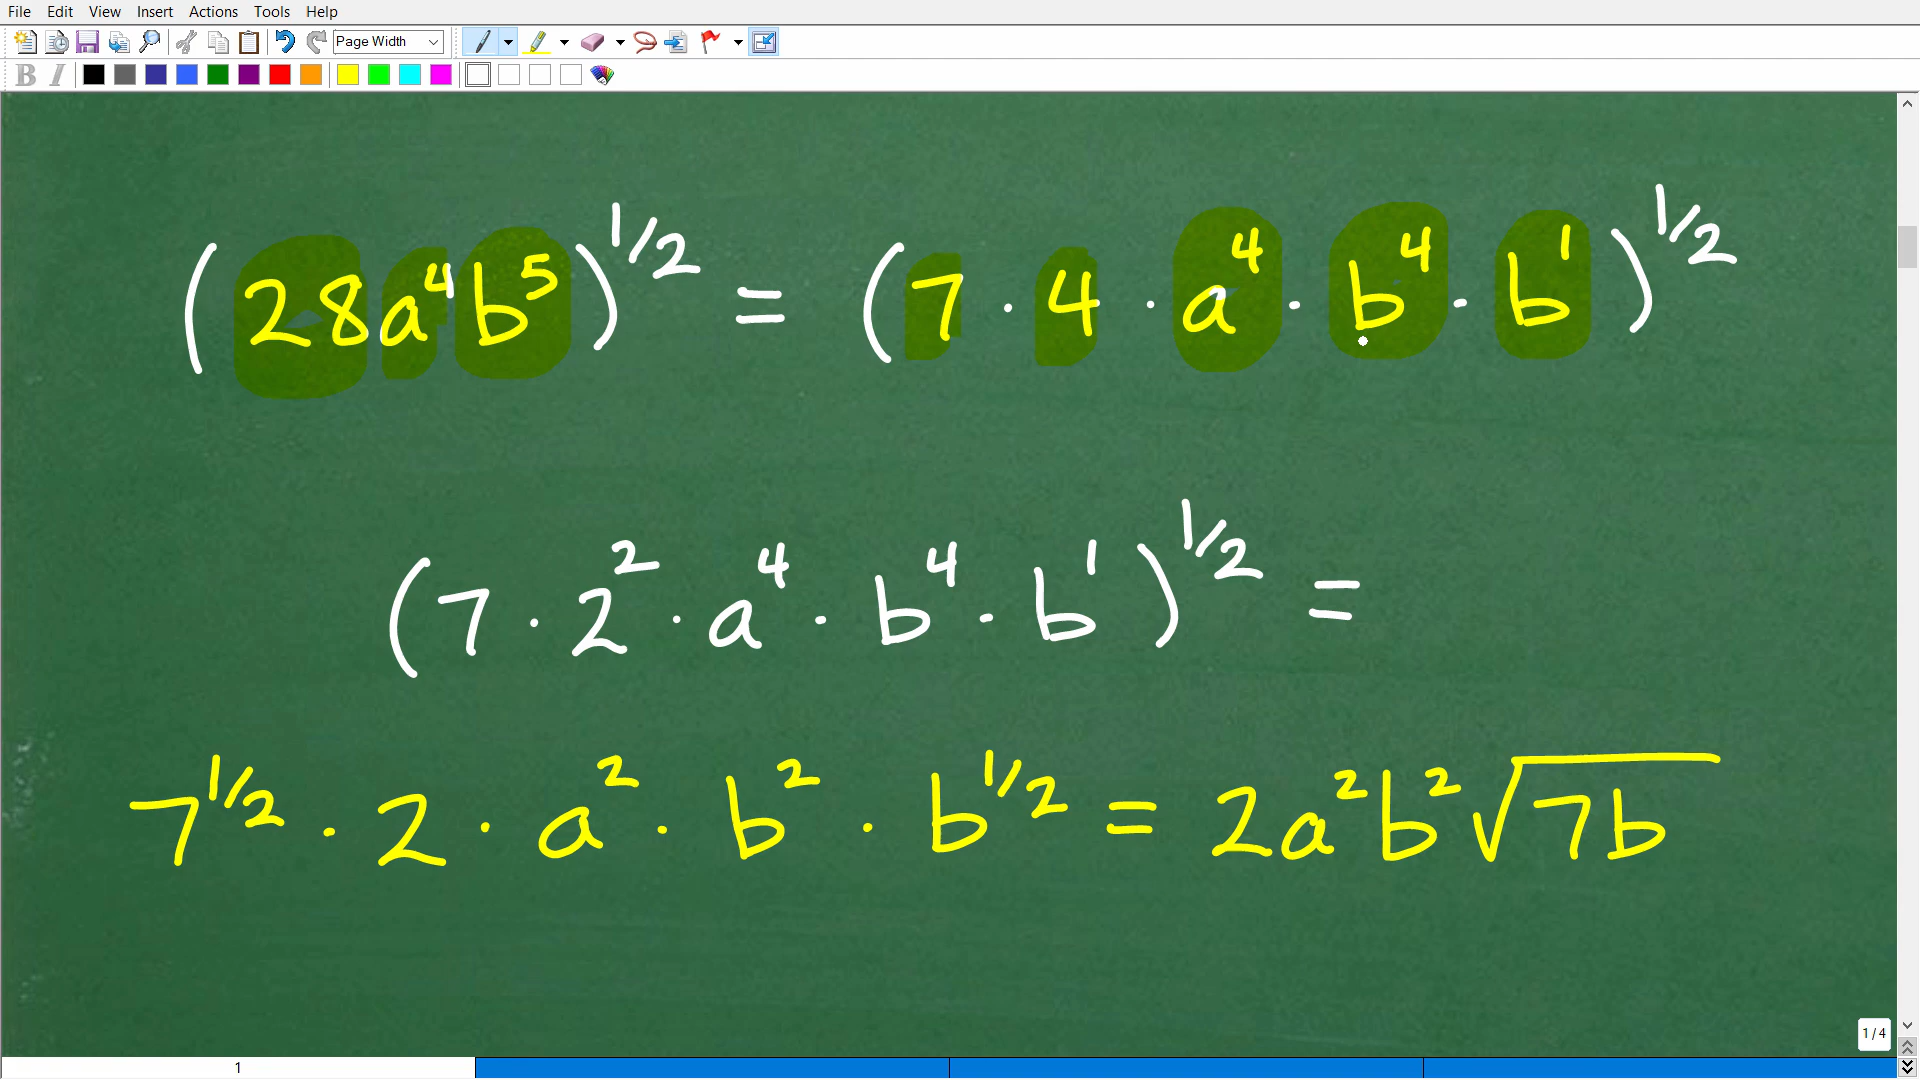 File Edit View Insert Actions Tools Help
Page Width
B I
(28a⁴b⁵)^1/2 = (7 · 4 · a⁴ · b⁴ · b¹)^1/2
(7 · 2² · a⁴ · b⁴ · b¹)^1/2 =
7^1/2 · 2 · a² · b² · b^1/2 = 2a²b²√7b
1 / 4
1